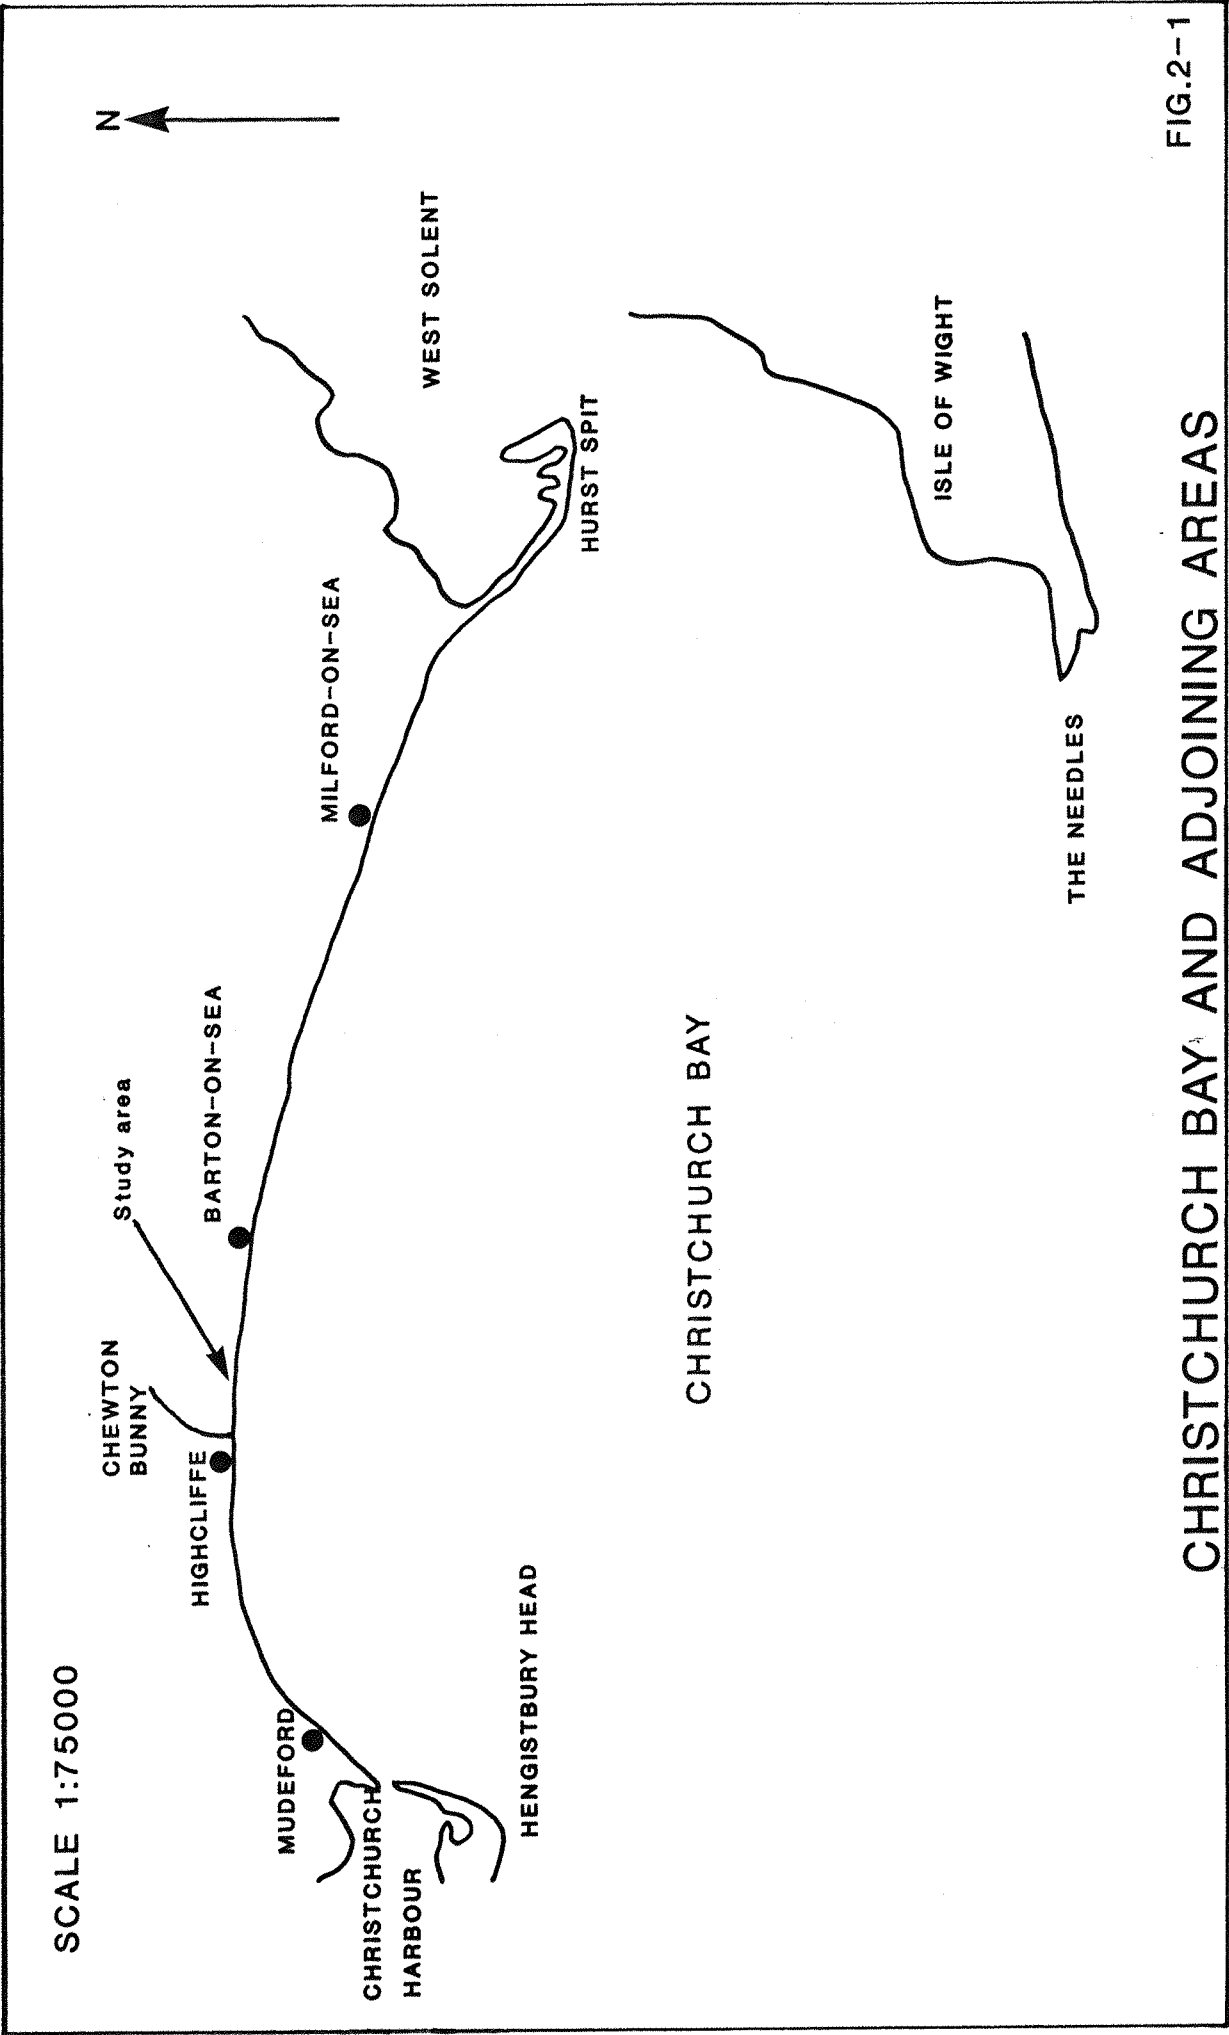 SCALE 1:75000
N
CHEWTON
BUNNY
Study area
HIGHCLIFFE
BARTON-ON-SEA
MUDEFORD
MILFORD-ON-SEA
CHRISTCHURCH
HARBOUR
WEST SOLENT
HENGISTBURY HEAD
HURST SPIT
CHRISTCHURCH BAY
ISLE OF WIGHT
THE NEEDLES
CHRISTCHURCH BAY AND ADJOINING AREAS
FIG.2-1